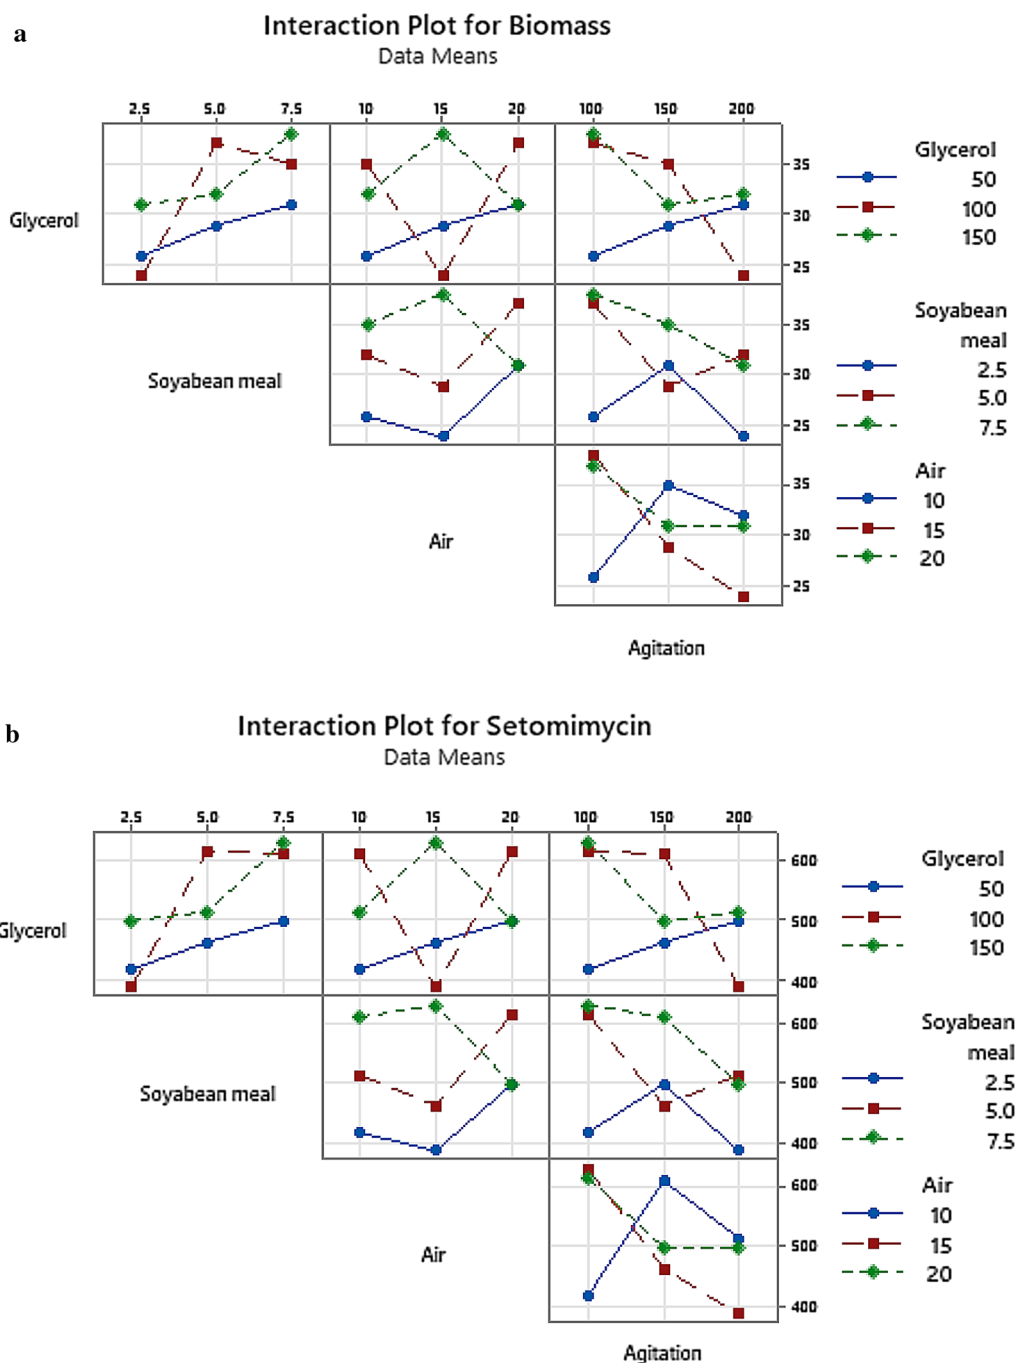 a
Interaction Plot for Biomass
Data Means
2.5 5.0 7.5 10 15 20 100 150 200
Glycerol
35
30
25
Glycerol
50
100
150
Soyabean meal
35
30
25
Soyabean
meal
2.5
5.0
7.5
Air
35
30
25
Air
10
15
20
Agitation
b
Interaction Plot for Setomimycin
Data Means
2.5 5.0 7.5 10 15 20 100 150 200
Glycerol
600
500
400
Glycerol
50
100
150
Soyabean meal
600
500
400
Soyabean
meal
2.5
5.0
7.5
Air
600
500
400
Air
10
15
20
Agitation